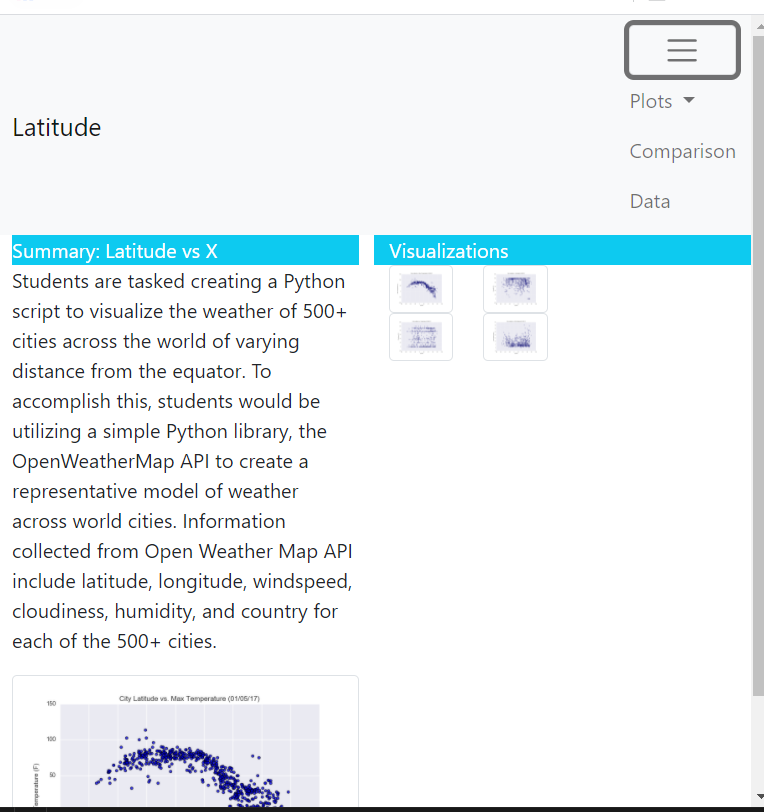 Latitude
Plots
Comparison
Data
Summary: Latitude vs X
Students are tasked creating a Python
script to visualize the weather of 500+
cities across the world of varying
distance from the equator. To
accomplish this, students would be
utilizing a simple Python library, the
OpenWeatherMap API to create a
representative model of weather
across world cities. Information
collected from Open Weather Map API
include latitude, longitude, windspeed,
cloudiness, humidity, and country for
each of the 500+ cities.
Visualizations
City Latitude vs. Max Temperature (01/05/17)
150
100
50